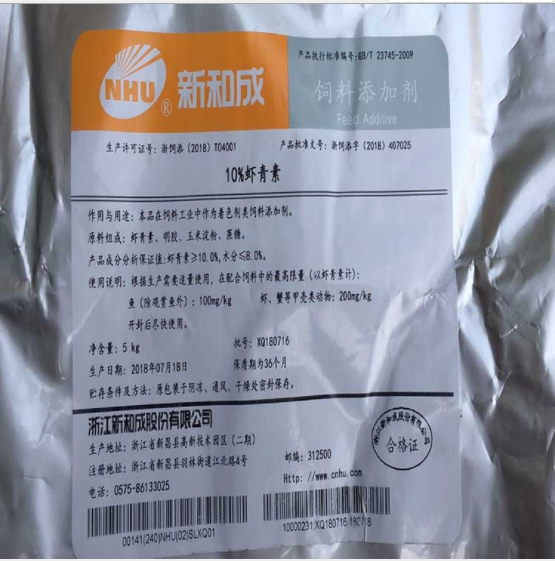 产品执行标准编号:GB/T 23745-2009
NHU
®
新和成
饲料添加剂
Feed Additive
生产许可证号: 浙饲添 (2018) T04001
产品批准文号: 浙饲添字 (2018) 407025
10%虾青素
作用与用途: 本品在饲料工业中作为着色剂类饲料添加剂。
原料组成: 虾青素、明胶、玉米淀粉、蔗糖。
产品成分分析保证值: 虾青素≥10.0%,水分≤8.0%。
使用说明: 根据生产需要适量使用, 在配合饲料中的最高限量 (以虾青素计):
鱼 (除观赏鱼外): 100mg/kg 虾、蟹等甲壳类动物: 200mg/kg
开封后尽快使用。
净含量: 5 kg 批号: XQ180716
生产日期: 2018年07月18日 保质期为36个月
贮存条件及方法: 原包装于阴凉、通风、干燥处密封保存。
浙江新和成股份有限公司
生产地址: 浙江省新昌县高新技术园区 (二期)
注册地址: 浙江省新昌县羽林街道江北路4号
邮编: 312500
电话: 0575-86133025
Http: //www.cnhu.com
浙江新和成股份有限公司
合格证
00141(240)NHU(02)SLXQ01
10000231:XQ180716:180718